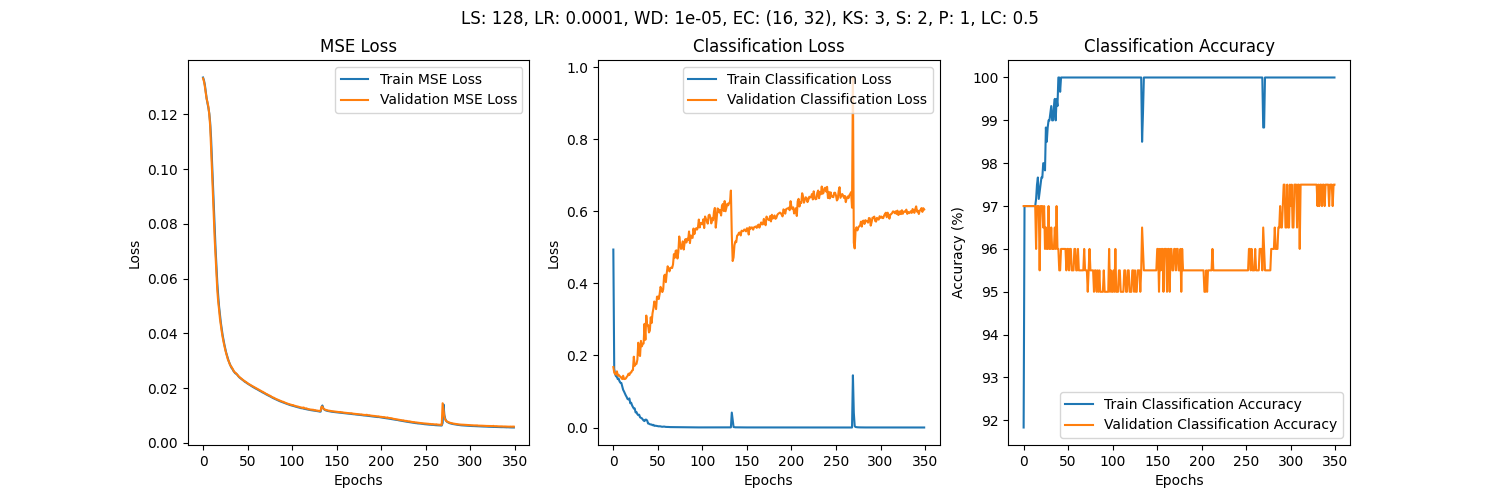 LS: 128, LR: 0.0001, WD: 1e-05, EC: (16, 32), KS: 3, S: 2, P: 1, LC: 0.5
MSE Loss
Train MSE Loss
Validation MSE Loss
Loss
0.12
0.10
0.08
0.06
0.04
0.02
0.00
0 50 100 150 200 250 300 350
Epochs
Classification Loss
Train Classification Loss
Validation Classification Loss
Loss
1.0
0.8
0.6
0.4
0.2
0.0
0 50 100 150 200 250 300 350
Epochs
Classification Accuracy
Accuracy (%)
100
99
98
97
96
95
94
93
92
Train Classification Accuracy
Validation Classification Accuracy
0 50 100 150 200 250 300 350
Epochs